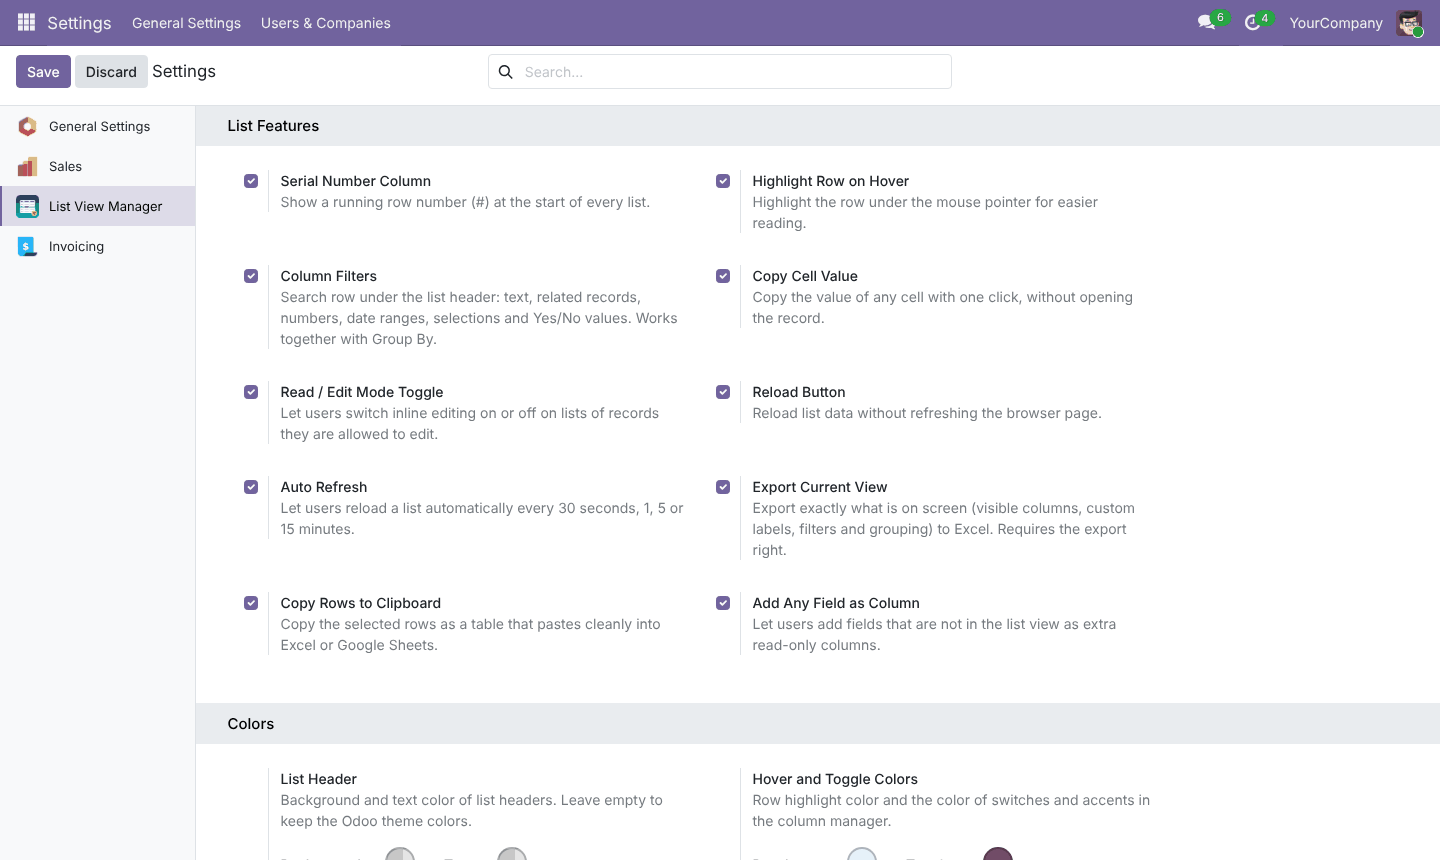 Settings General Settings Users & Companies 6 4 YourCompany
Save Discard Settings Search...
General Settings
Sales
List View Manager
Invoicing
List Features
Serial Number Column
Show a running row number (#) at the start of every list.
Highlight Row on Hover
Highlight the row under the mouse pointer for easier
reading.
Column Filters
Search row under the list header: text, related records,
numbers, date ranges, selections and Yes/No values. Works
together with Group By.
Copy Cell Value
Copy the value of any cell with one click, without opening
the record.
Read / Edit Mode Toggle
Let users switch inline editing on or off on lists of records
they are allowed to edit.
Reload Button
Reload list data without refreshing the browser page.
Auto Refresh
Let users reload a list automatically every 30 seconds, 1, 5 or
15 minutes.
Export Current View
Export exactly what is on screen (visible columns, custom
labels, filters and grouping) to Excel. Requires the export
right.
Copy Rows to Clipboard
Copy the selected rows as a table that pastes cleanly into
Excel or Google Sheets.
Add Any Field as Column
Let users add fields that are not in the list view as extra
read-only columns.
Colors
List Header
Background and text color of list headers. Leave empty to
keep the Odoo theme colors.
Hover and Toggle Colors
Row highlight color and the color of switches and accents in
the column manager.